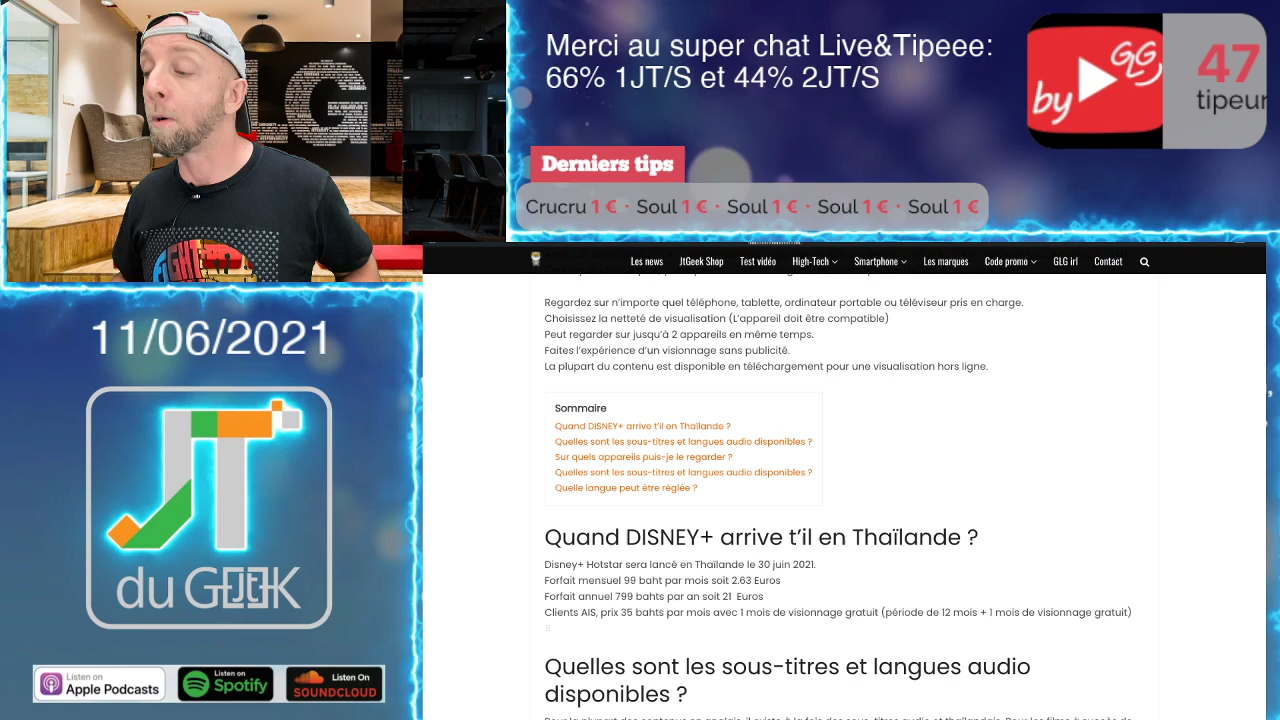 Merci au super chat Live&Tipeee:
66% 1JT/S et 44% 2JT/S
by GLG
47
tipeur
Derniers tips
Crucru 1 € · Soul 1 € · Soul 1 € · Soul 1 € · Soul 1 €
FIGHT
Les news JtGeek Shop Test vidéo High-Tech Smartphone Les marques Code promo GLG irl Contact
Regardez sur n’importe quel téléphone, tablette, ordinateur portable ou téléviseur pris en charge.
Choisissez la netteté de visualisation (L’appareil doit être compatible)
Peut regarder sur jusqu’à 2 appareils en même temps.
Faites l’expérience d’un visionnage sans publicité.
La plupart du contenu est disponible en téléchargement pour une visualisation hors ligne.
Sommaire
Quand DISNEY+ arrive t’il en Thaïlande ?
Quelles sont les sous-titres et langues audio disponibles ?
Sur quels appareils puis-je le regarder ?
Quelles sont les sous-titres et langues audio disponibles ?
Quelle langue peut être réglée ?
Quand DISNEY+ arrive t’il en Thaïlande ?
Disney+ Hotstar sera lancé en Thaïlande le 30 juin 2021.
Forfait mensuel 99 baht par mois soit 2.63 Euros
Forfait annuel 799 bahts par an soit 21 Euros
Clients AIS, prix 35 bahts par mois avec 1 mois de visionnage gratuit (période de 12 mois + 1 mois de visionnage gratuit)
Quelles sont les sous-titres et langues audio
disponibles ?
11/06/2021
JT
du GEEK
Listen on
Apple Podcasts
Listen on
Spotify
Listen On
SOUNDCLOUD